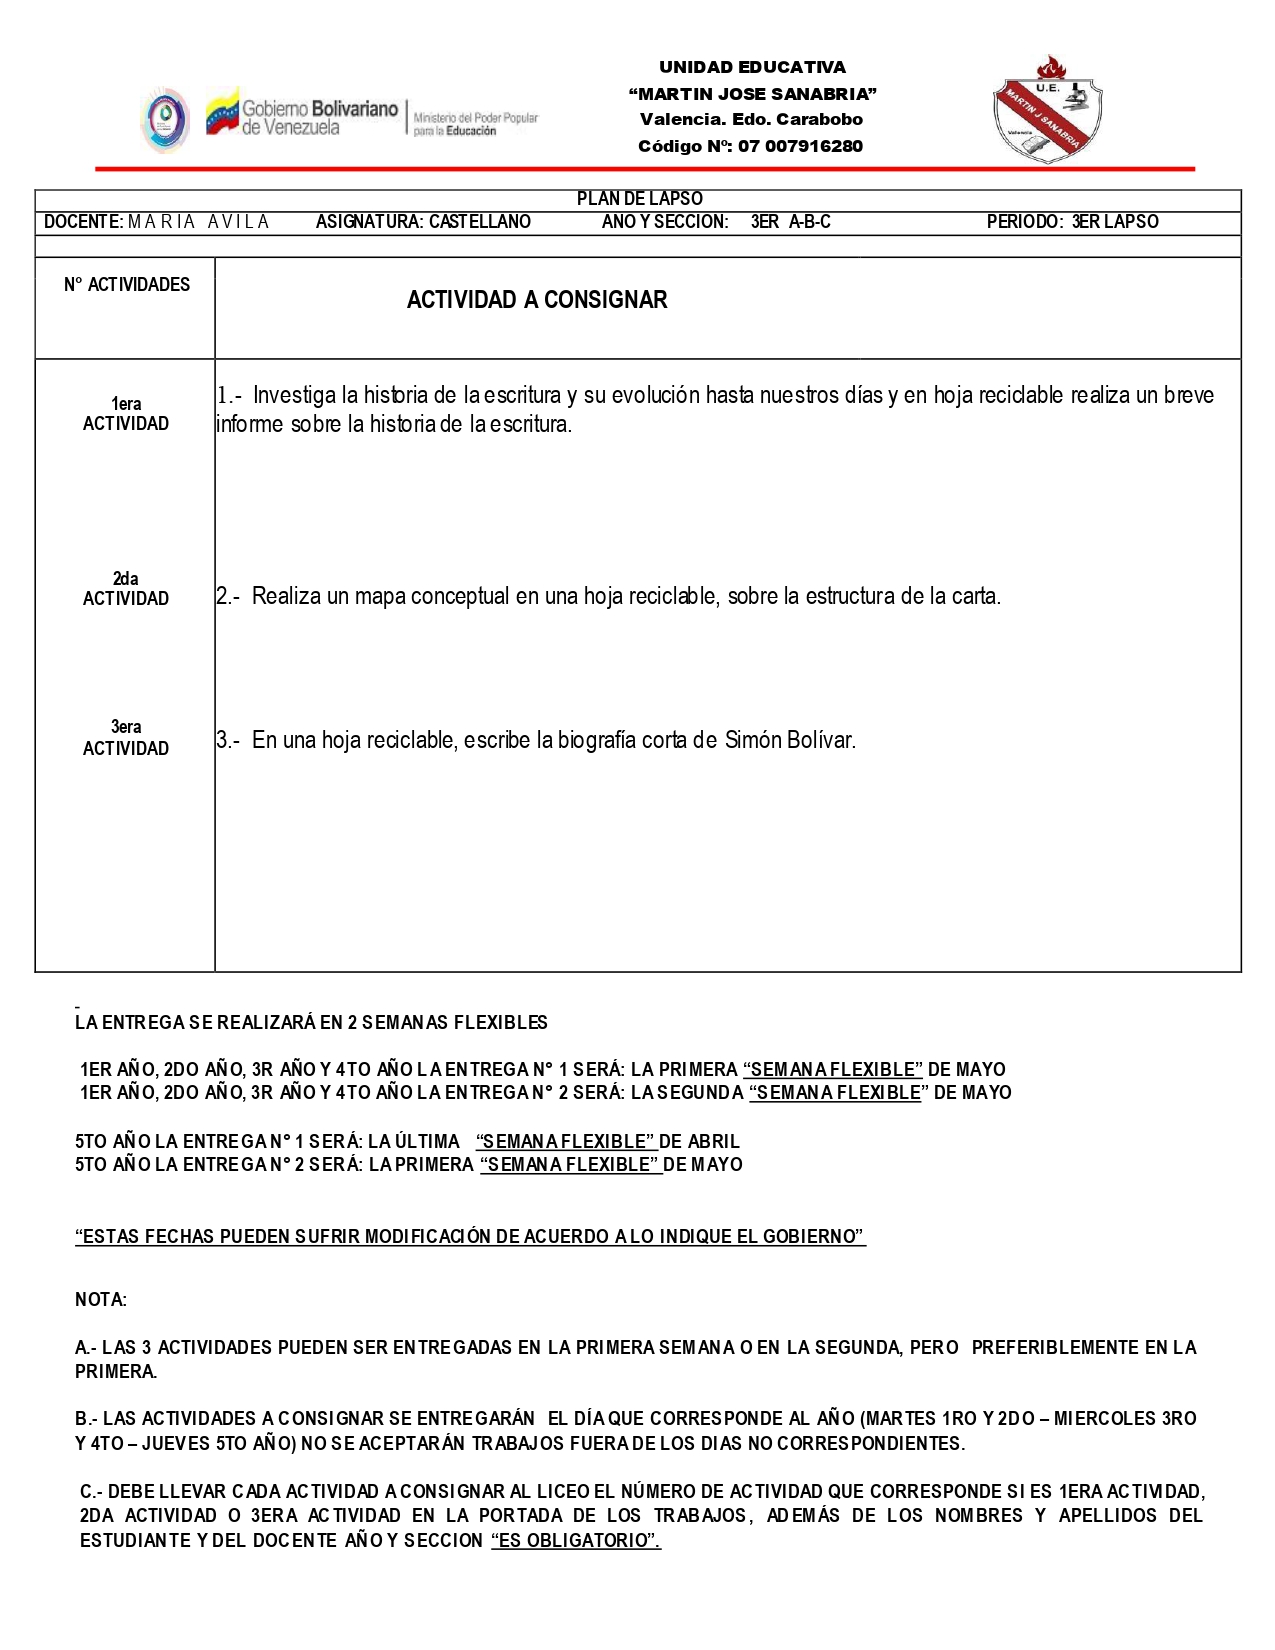 UNIDAD EDUCATIVA
“MARTIN JOSE SANABRIA”
Valencia. Edo. Carabobo
Código Nº: 07 007916280
Gobierno Bolivariano
de Venezuela
Ministerio del Poder Popular
para la Educación
U.E.
MARTIN J SANABRIA
Valencia
PLAN DE LAPSO
DOCENTE: MARIA AVILA ASIGNATURA: CASTELLANO ANO Y SECCION: 3ER A-B-C PERIODO: 3ER LAPSO
N° ACTIVIDADES
ACTIVIDAD A CONSIGNAR
1era
ACTIVIDAD
1.- Investiga la historia de la escritura y su evolución hasta nuestros días y en hoja reciclable realiza un breve
informe sobre la historia de la escritura.
2da
ACTIVIDAD
2.- Realiza un mapa conceptual en una hoja reciclable, sobre la estructura de la carta.
3era
ACTIVIDAD
3.- En una hoja reciclable, escribe la biografía corta de Simón Bolívar.
LA ENTREGA SE REALIZARÁ EN 2 SEMANAS FLEXIBLES
1ER AÑO, 2DO AÑO, 3R AÑO Y 4TO AÑO LA ENTREGA N° 1 SERÁ: LA PRIMERA “SEMANA FLEXIBLE” DE MAYO
1ER AÑO, 2DO AÑO, 3R AÑO Y 4TO AÑO LA ENTREGA N° 2 SERÁ: LA SEGUNDA “SEMANA FLEXIBLE” DE MAYO
5TO AÑO LA ENTREGA N° 1 SERÁ: LA ÚLTIMA “SEMANA FLEXIBLE” DE ABRIL
5TO AÑO LA ENTREGA N° 2 SERÁ: LA PRIMERA “SEMANA FLEXIBLE” DE MAYO
“ESTAS FECHAS PUEDEN SUFRIR MODIFICACIÓN DE ACUERDO A LO INDIQUE EL GOBIERNO”
NOTA:
A.- LAS 3 ACTIVIDADES PUEDEN SER ENTREGADAS EN LA PRIMERA SEMANA O EN LA SEGUNDA, PERO PREFERIBLEMENTE EN LA
PRIMERA.
B.- LAS ACTIVIDADES A CONSIGNAR SE ENTREGARÁN EL DÍA QUE CORRESPONDE AL AÑO (MARTES 1RO Y 2DO – MIERCOLES 3RO
Y 4TO – JUEVES 5TO AÑO) NO SE ACEPTARÁN TRABAJOS FUERA DE LOS DIAS NO CORRESPONDIENTES.
C.- DEBE LLEVAR CADA ACTIVIDAD A CONSIGNAR AL LICEO EL NÚMERO DE ACTIVIDAD QUE CORRESPONDE SI ES 1ERA ACTIVIDAD,
2DA ACTIVIDAD O 3ERA ACTIVIDAD EN LA PORTADA DE LOS TRABAJOS, ADEMÁS DE LOS NOMBRES Y APELLIDOS DEL
ESTUDIANTE Y DEL DOCENTE AÑO Y SECCION “ES OBLIGATORIO”.